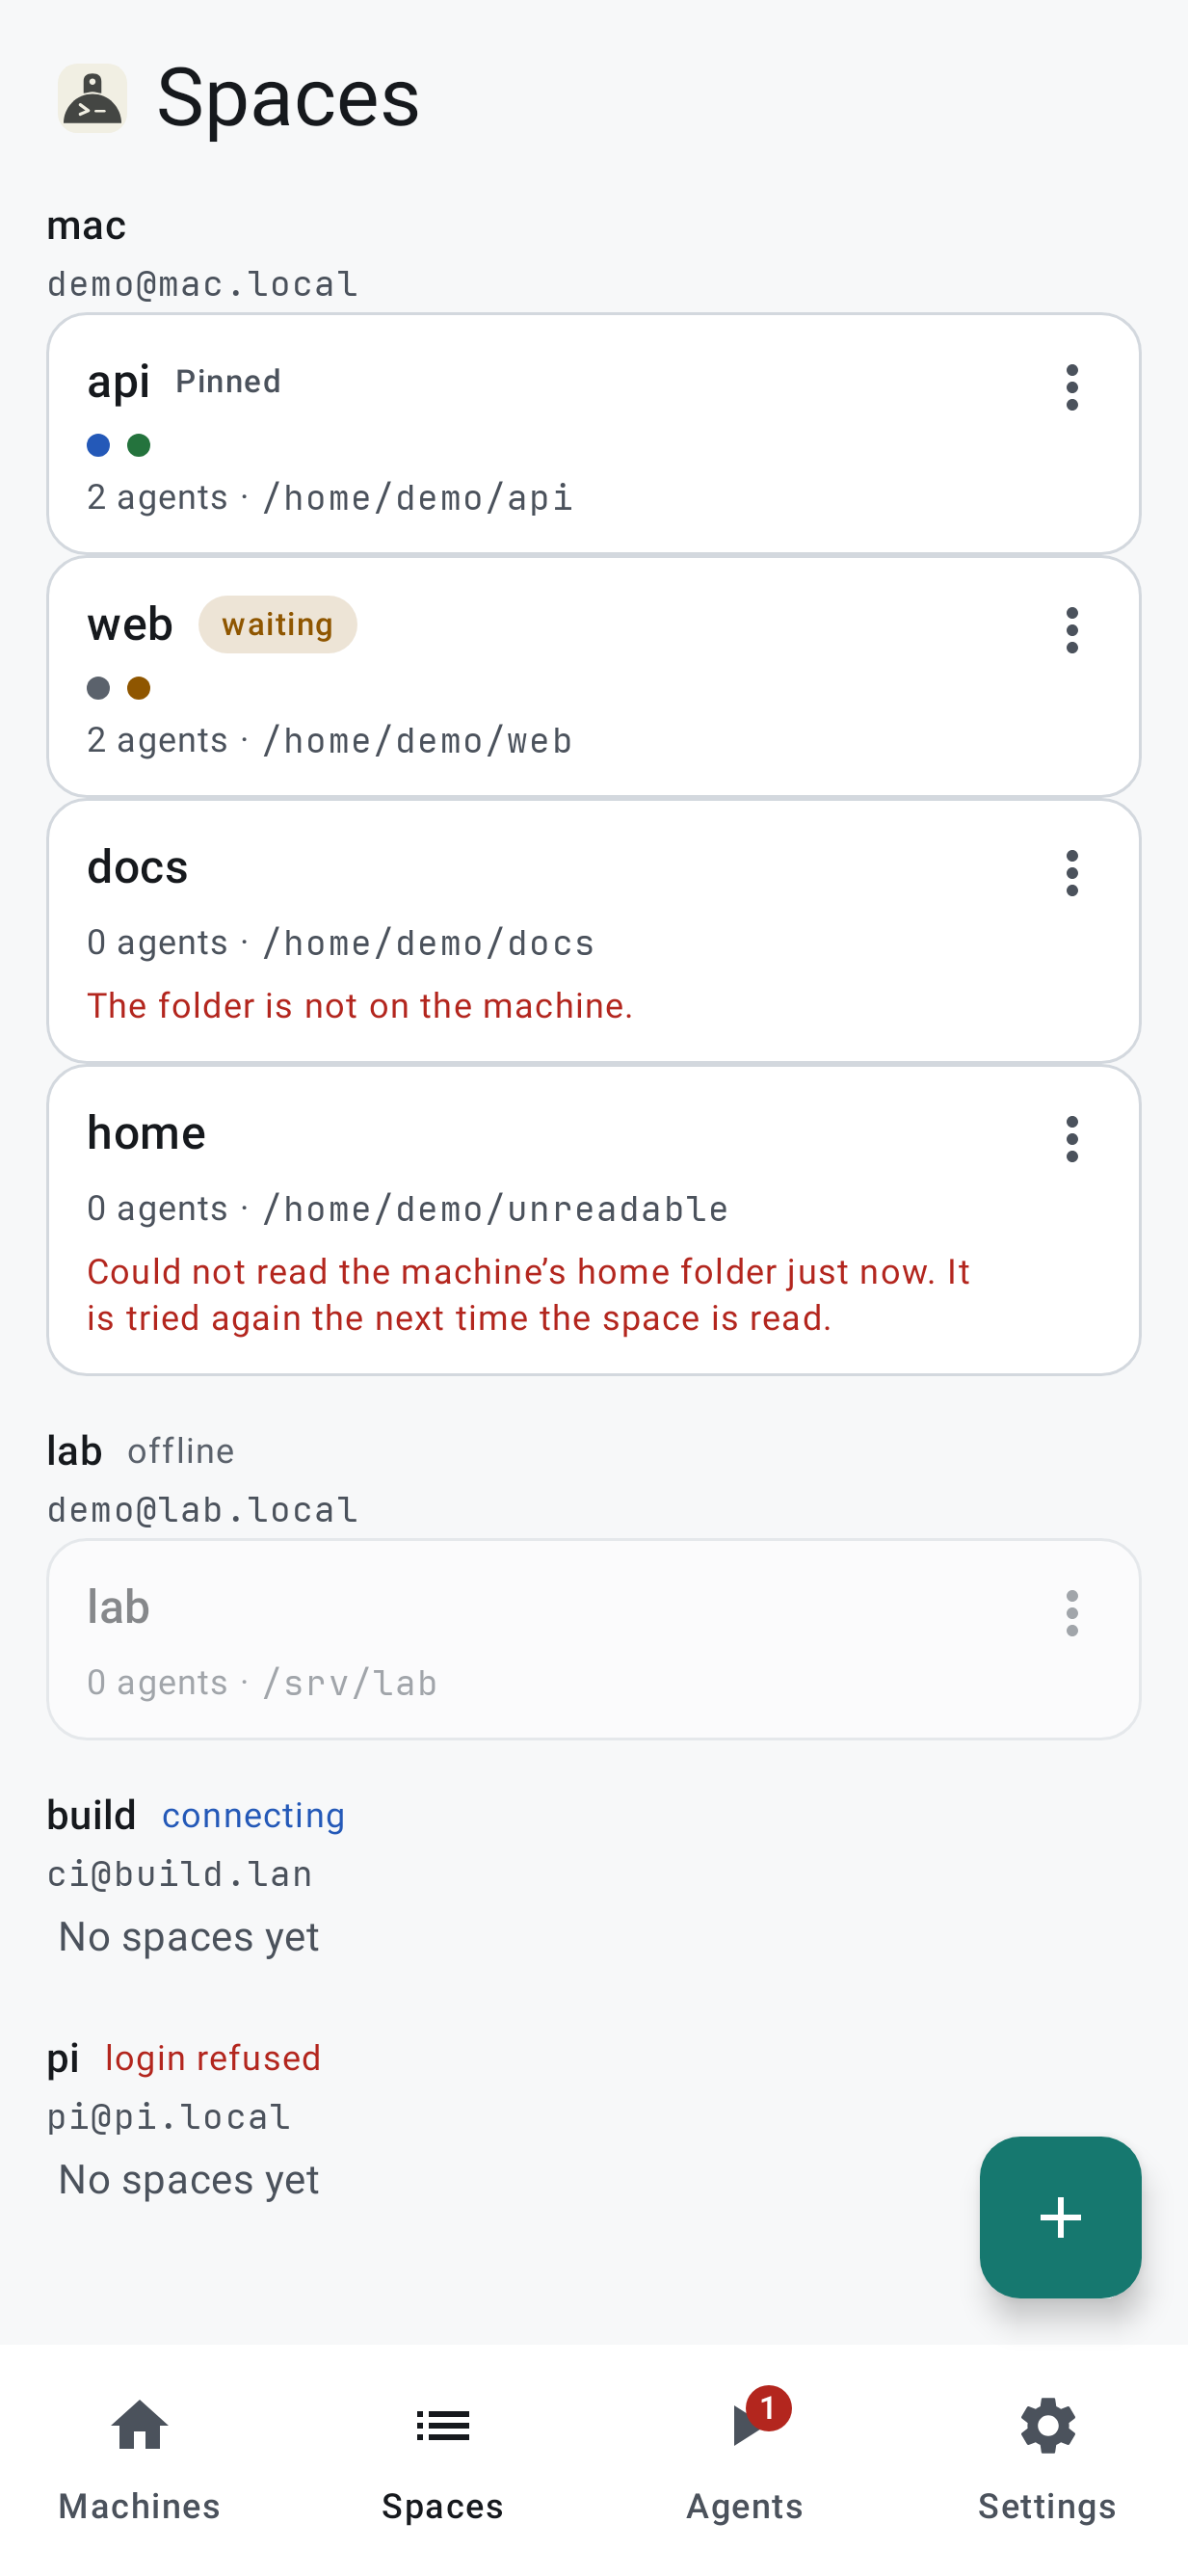 Spaces
mac
demo@mac.local
api Pinned
2 agents · /home/demo/api
web waiting
2 agents · /home/demo/web
docs
0 agents · /home/demo/docs
The folder is not on the machine.
home
0 agents · /home/demo/unreadable
Could not read the machine’s home folder just now. It
is tried again the next time the space is read.
lab offline
demo@lab.local
lab
0 agents · /srv/lab
build connecting
ci@build.lan
No spaces yet
pi login refused
pi@pi.local
No spaces yet
1
Machines Spaces Agents Settings